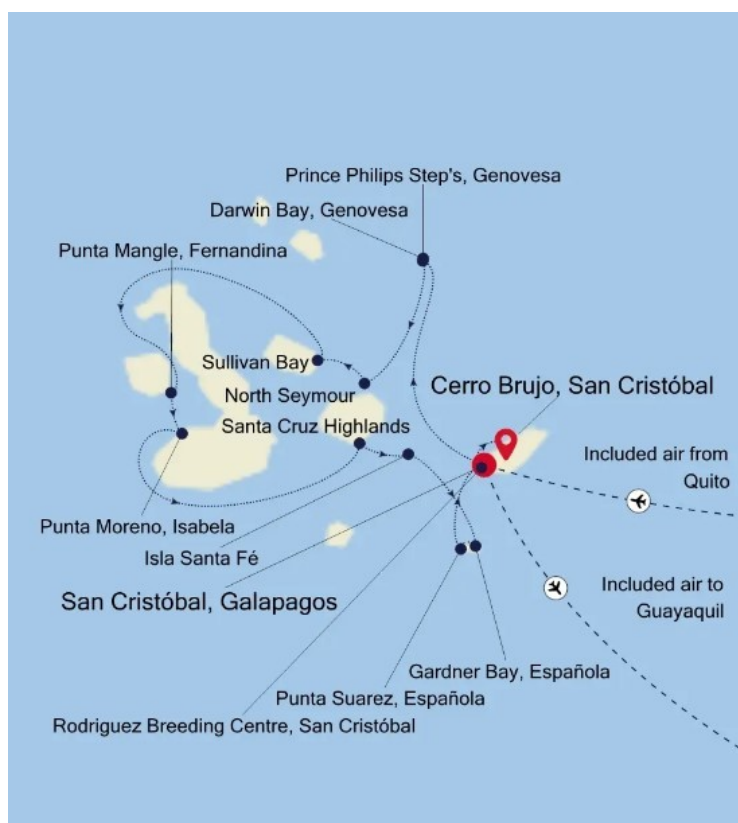 Prince Philips Step's, Genovesa
Darwin Bay, Genovesa
Punta Mangle, Fernandina
Sullivan Bay
North Seymour
Cerro Brujo, San Cristóbal
Santa Cruz Highlands
Included air from
Quito
Punta Moreno, Isabela
Isla Santa Fé
San Cristóbal, Galapagos
Included air to
Guayaquil
Gardner Bay, Española
Punta Suarez, Española
Rodriguez Breeding Centre, San Cristóbal